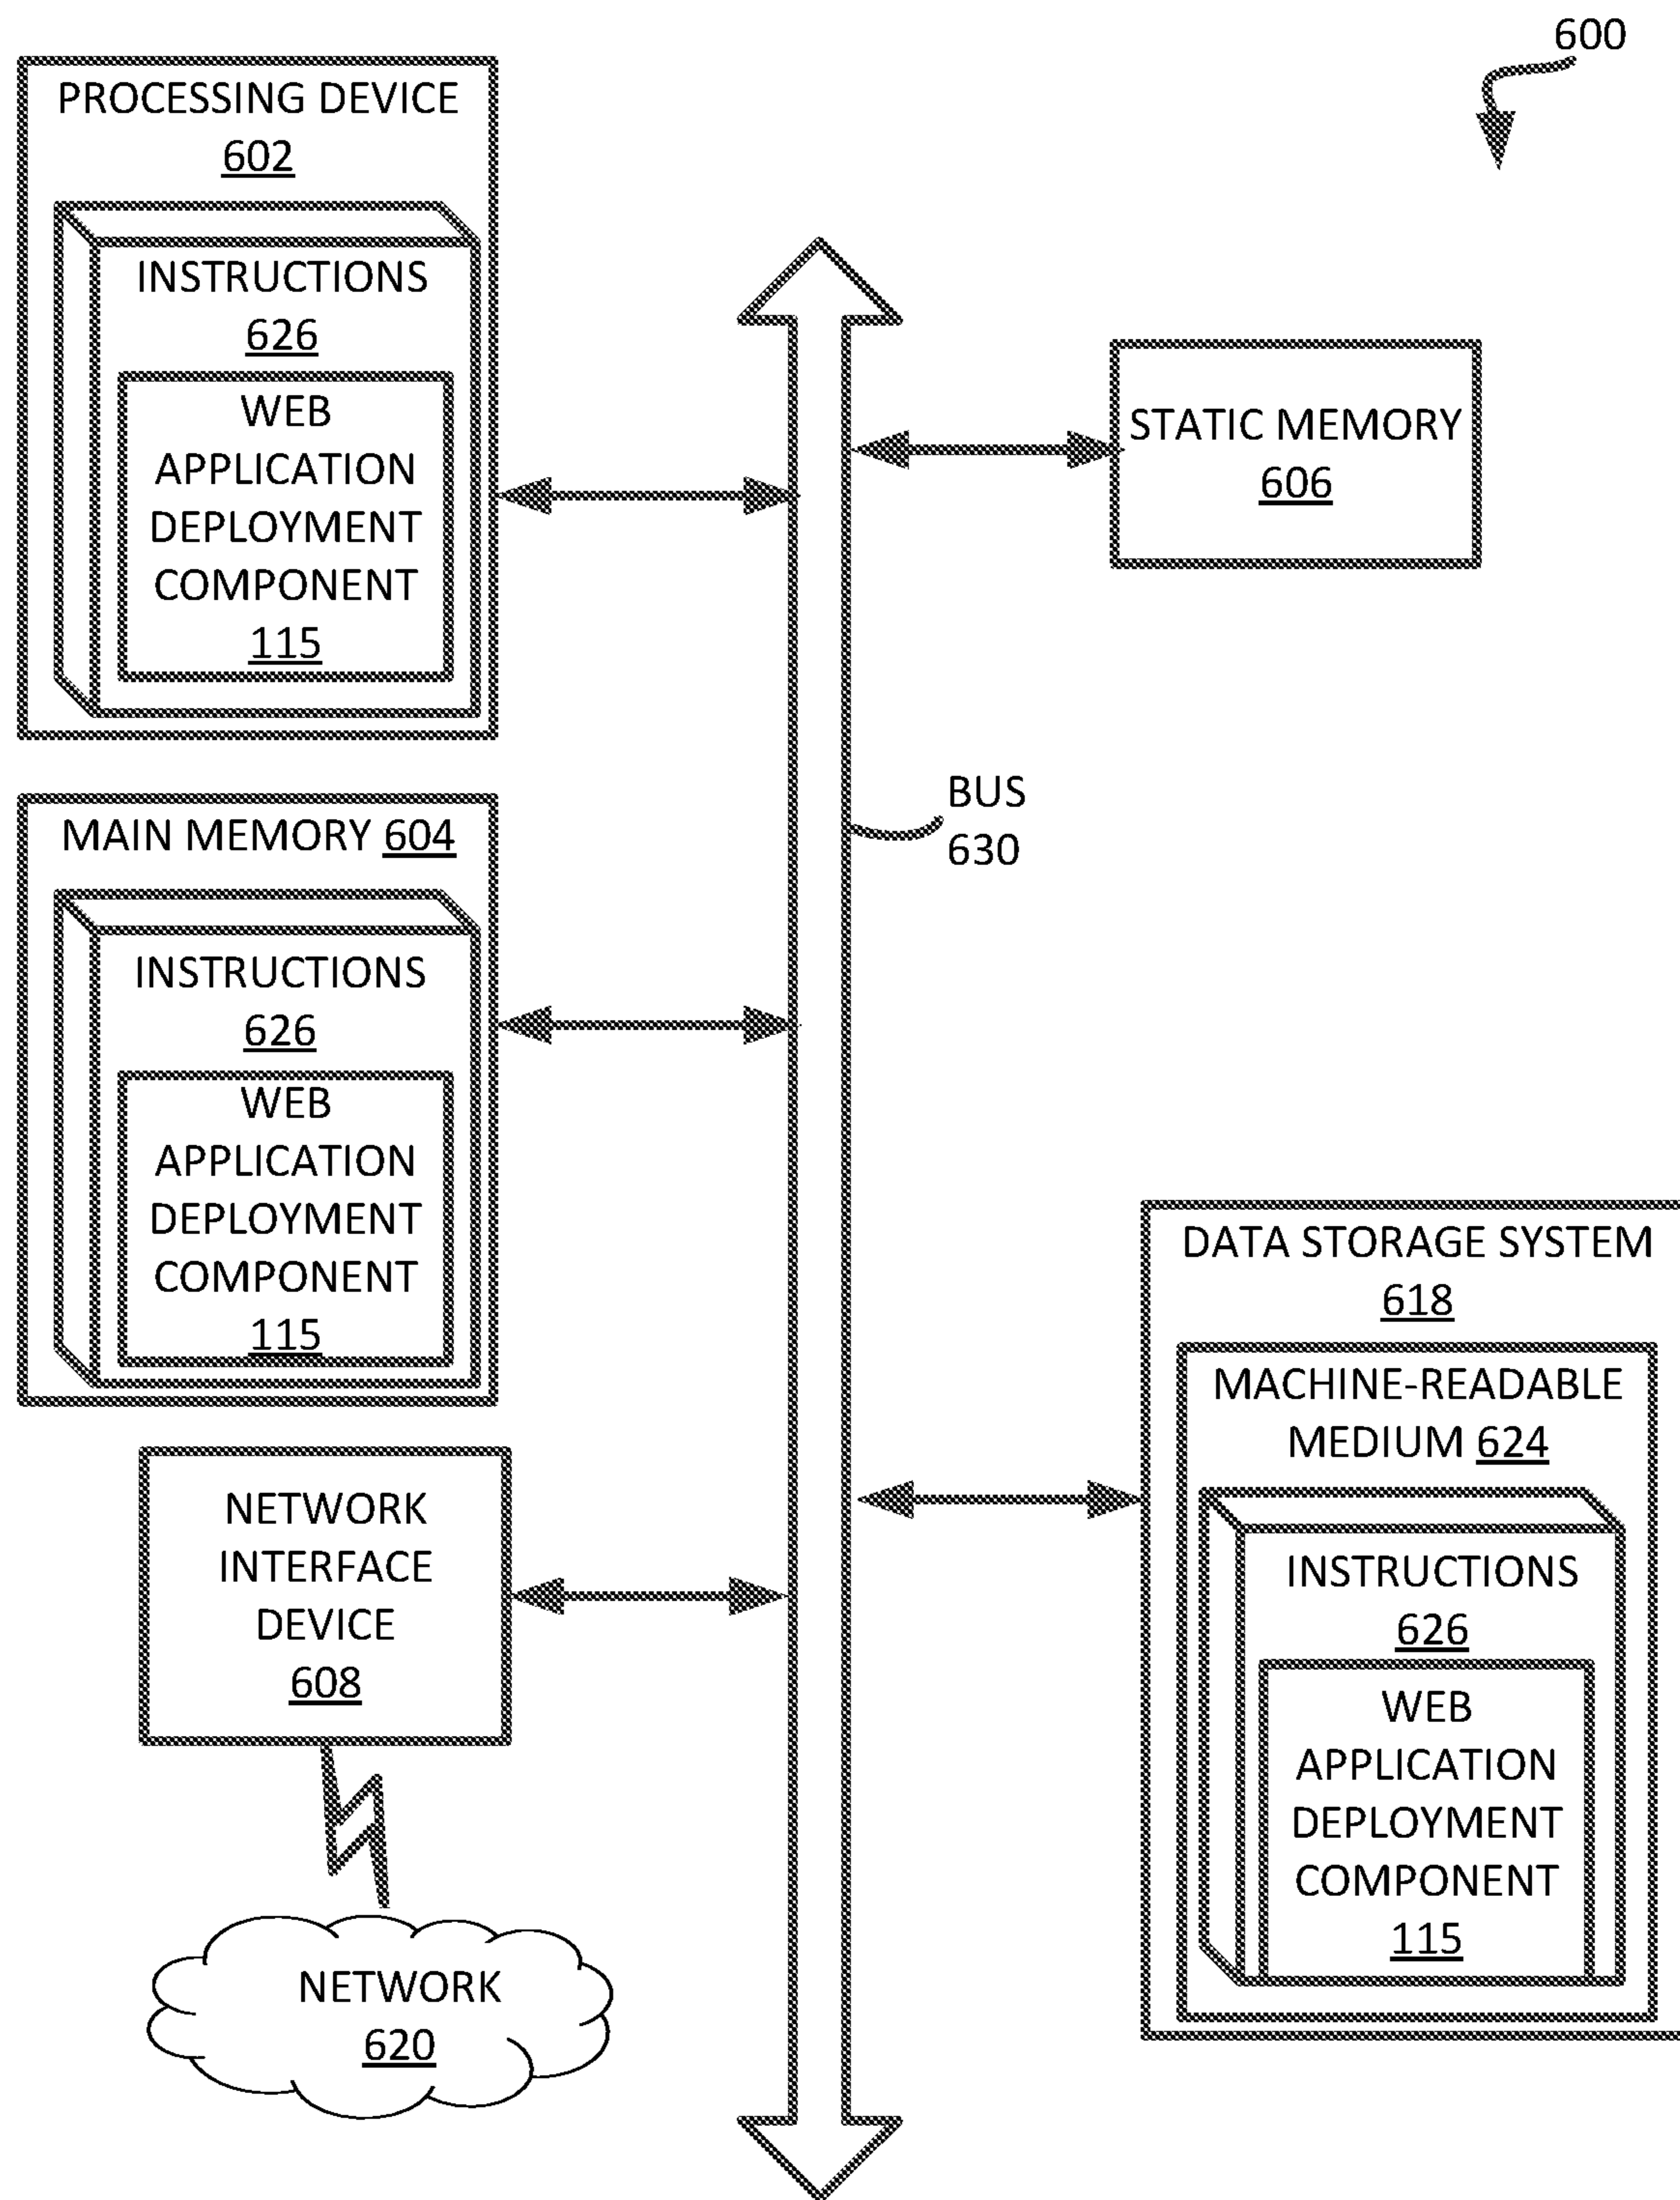 600
PROCESSING DEVICE
602
INSTRUCTIONS
626
WEB
APPLICATION
DEPLOYMENT
COMPONENT
115
STATIC MEMORY
606
BUS
630
MAIN MEMORY 604
INSTRUCTIONS
626
WEB
APPLICATION
DEPLOYMENT
COMPONENT
115
DATA STORAGE SYSTEM
618
MACHINE-READABLE
MEDIUM 624
INSTRUCTIONS
626
WEB
APPLICATION
DEPLOYMENT
COMPONENT
115
NETWORK
INTERFACE
DEVICE
608
NETWORK
620